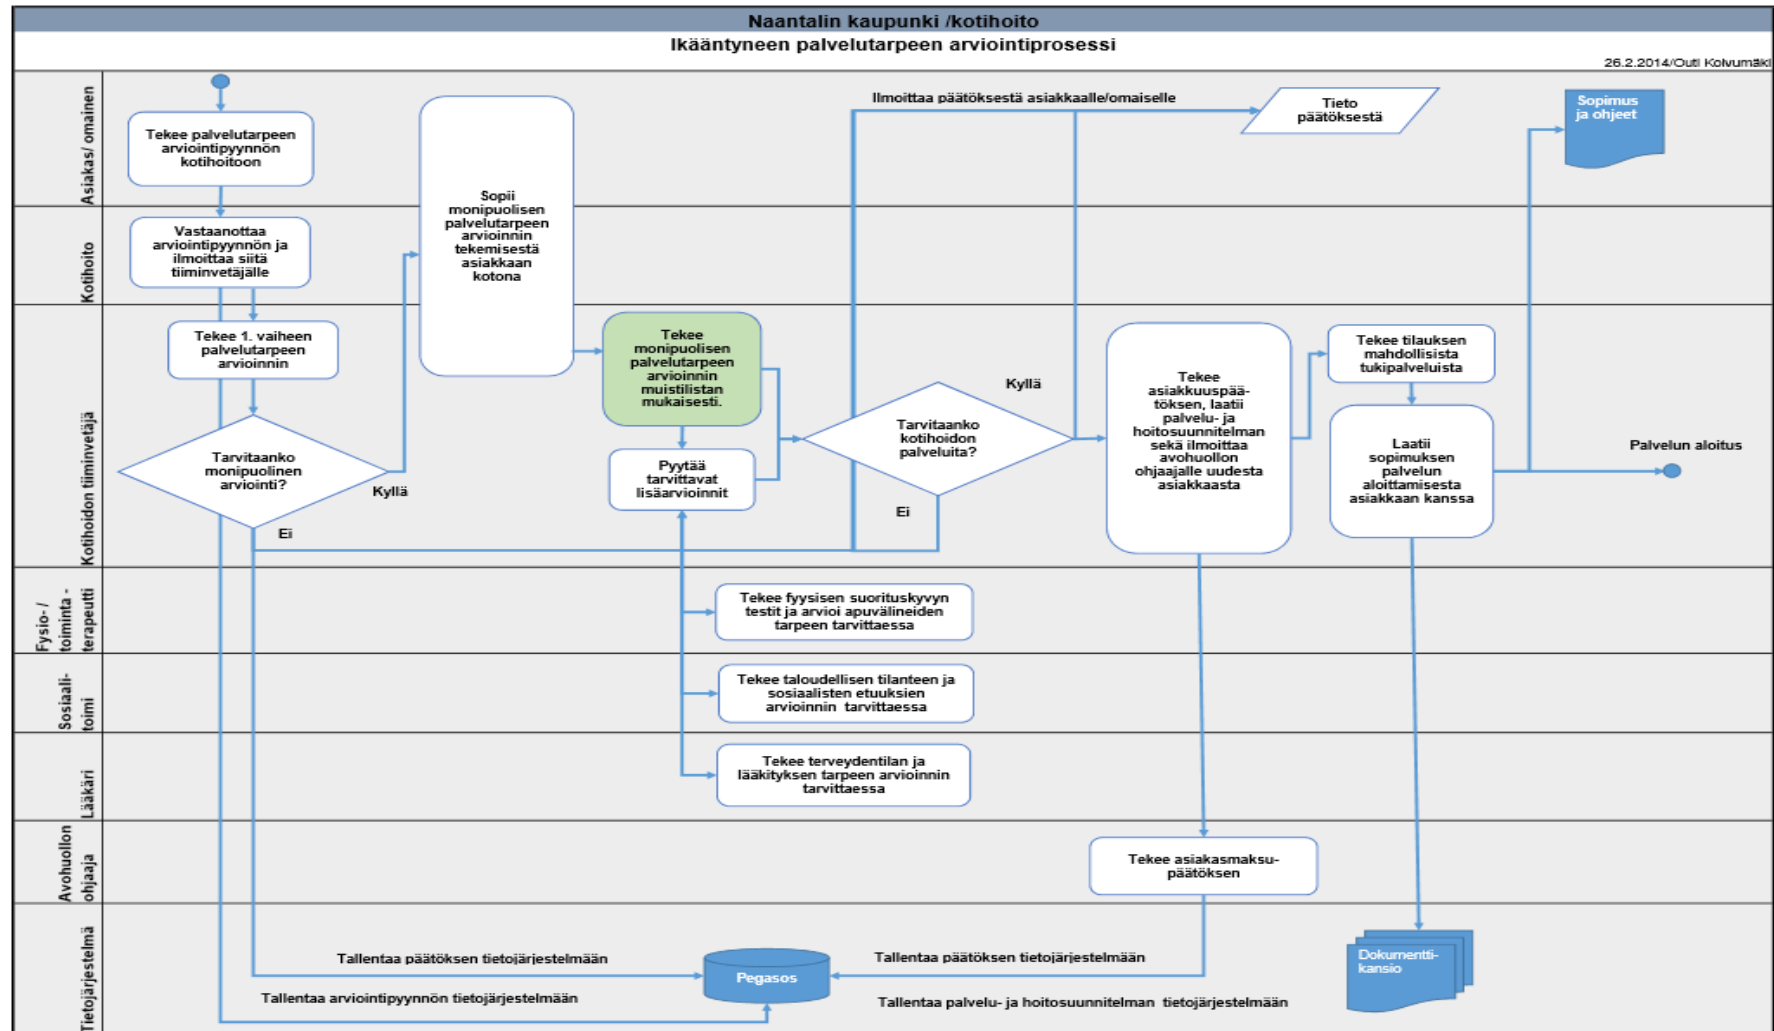 Naantalin kaupunki /kotihoito
Ikääntyneen palvelutarpeen arviointiprosessi
26.2.2014/Outi Koivumäki
Asiakas/ omainen
Tekee palvelutarpeen
arviointipyynnön
kotihoitoon
Ilmoittaa päätöksestä asiakkaalle/omaiselle
Tieto
päätöksestä
Sopimus
ja ohjeet
Kotihoito
Vastaanottaa
arviointipyynnön ja
ilmoittaa siitä
tiiminvetäjälle
Sopii
monipuolisen
palvelutarpeen
arvioinnin
tekemisestä
asiakkaan
kotona
Kotihoidon tiiminvetäjä
Tekee 1. vaiheen
palvelutarpeen
arvioinnin
Tarvitaanko
monipuolinen
arviointi?
Kyllä
Ei
Tekee
monipuolisen
palvelutarpeen
arvioinnin
muistilistan
mukaisesti.
Pyytää
tarvittavat
lisäarvioinnit
Tarvitaanko
kotihoidon
palveluita?
Kyllä
Ei
Tekee
asiakkuuspää-
töksen, laatii
palvelu- ja
hoitosuunnitelman
sekä ilmoittaa
avohuollon
ohjaajalle uudesta
asiakkaasta
Tekee tilauksen
mahdollisista
tukipalveluista
Laatii
sopimuksen
palvelun
aloittamisesta
asiakkaan kanssa
Palvelun aloitus
Fysio- /
toiminta -
terapeutti
Tekee fyysisen suorituskyvyn
testit ja arvioi apuvälineiden
tarpeen tarvittaessa
Sosiaali-
toimi
Tekee taloudellisen tilanteen ja
sosiaalisten etuuksien
arvioinnin tarvittaessa
Lääkäri
Tekee terveydentilan ja
lääkityksen tarpeen arvioinnin
tarvittaessa
Avohuollon
ohjaaja
Tekee asiakasmaksu-
päätöksen
Tietojärjestelmä
Tallentaa päätöksen tietojärjestelmään
Tallentaa arviointipyynnön tietojärjestelmään
Pegasos
Tallentaa päätöksen tietojärjestelmään
Tallentaa palvelu- ja hoitosuunnitelman tietojärjestelmään
Dokumentti-
kansio